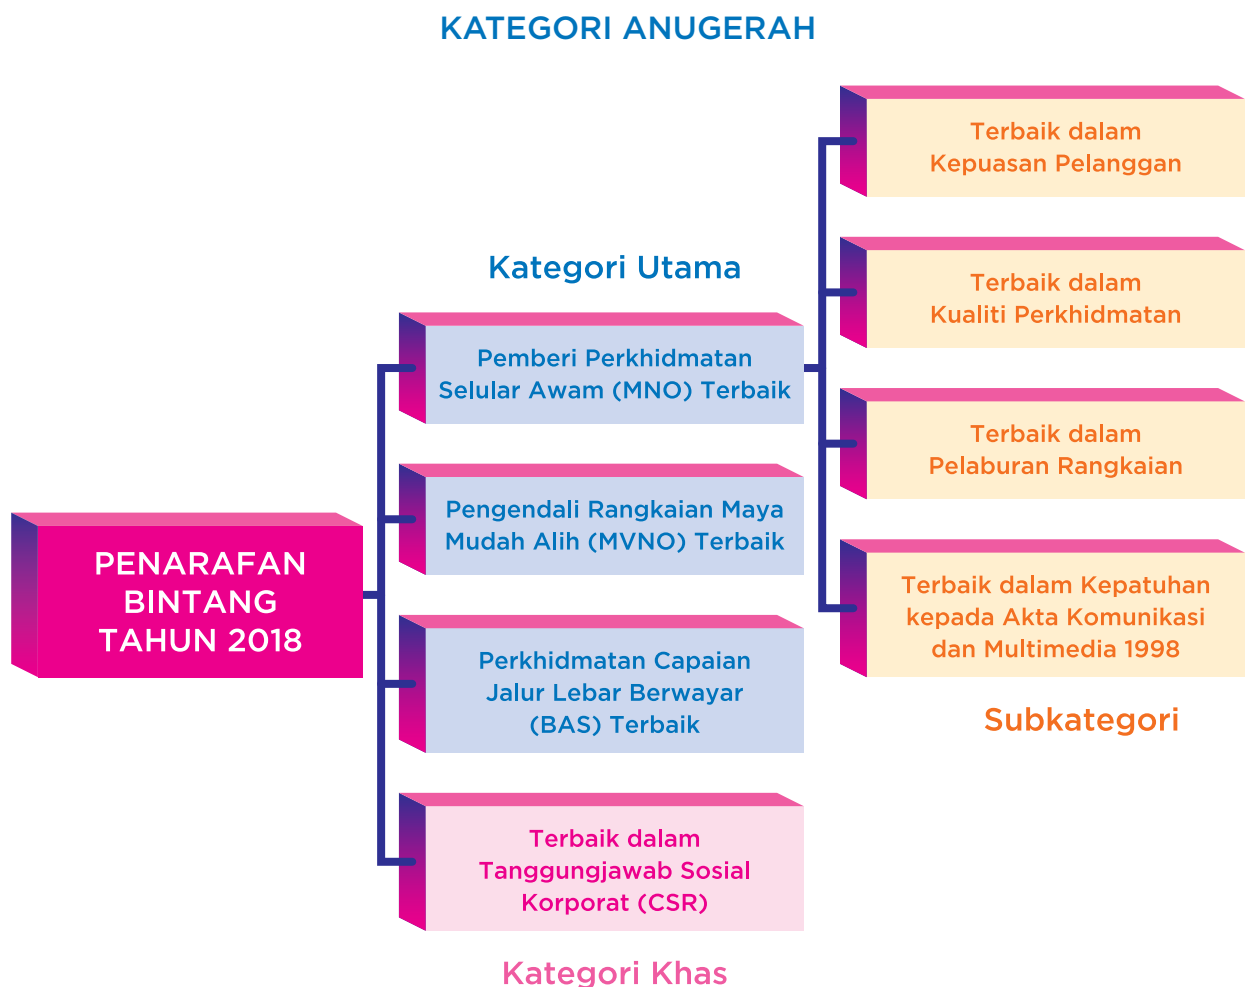 KATEGORI ANUGERAH
PENARAFAN
BINTANG
TAHUN 2018
Kategori Utama
Pemberi Perkhidmatan
Selular Awam (MNO) Terbaik
Pengendali Rangkaian Maya
Mudah Alih (MVNO) Terbaik
Perkhidmatan Capaian
Jalur Lebar Berwayar
(BAS) Terbaik
Terbaik dalam
Tanggungjawab Sosial
Korporat (CSR)
Kategori Khas
Terbaik dalam
Kepuasan Pelanggan
Terbaik dalam
Kualiti Perkhidmatan
Terbaik dalam
Pelaburan Rangkaian
Terbaik dalam Kepatuhan
kepada Akta Komunikasi
dan Multimedia 1998
Subkategori